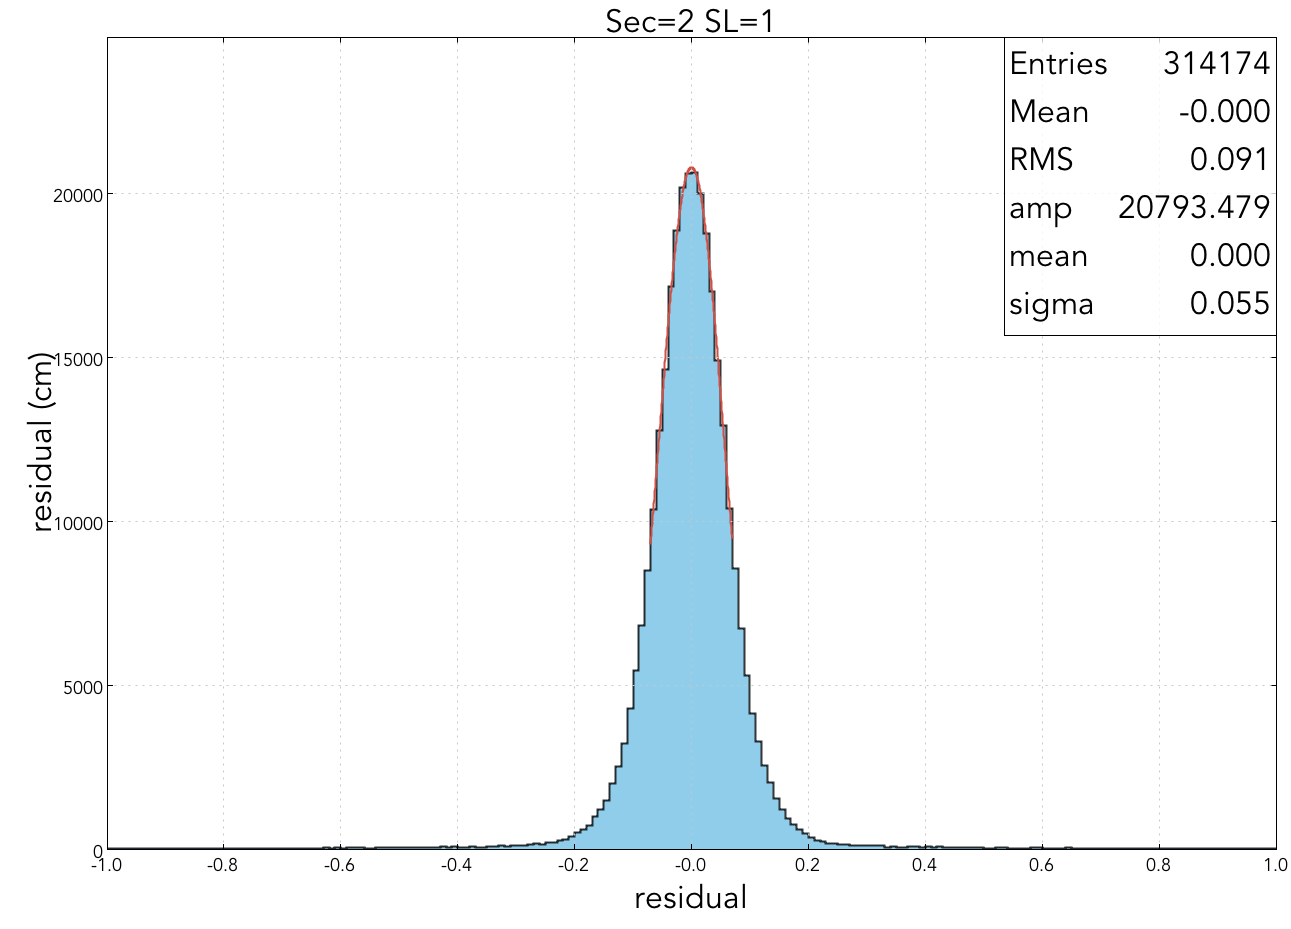 Sec=2 SL=1
Entries 314174
Mean -0.000
RMS 0.091
amp 20793.479
mean 0.000
sigma 0.055
residual (cm)
20000
15000
10000
5000
0
-1.0 -0.8 -0.6 -0.4 -0.2 -0.0 0.2 0.4 0.6 0.8 1.0
residual